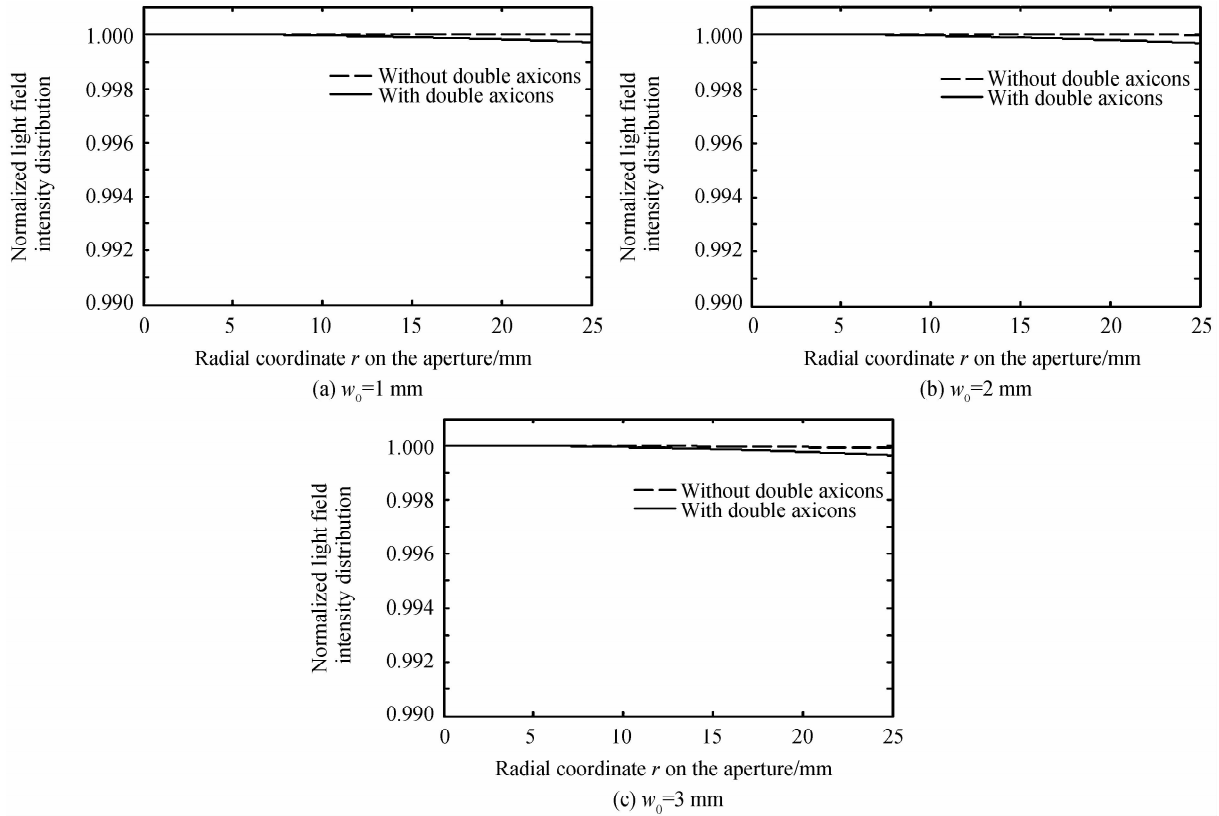 1.000
0.998
0.996
0.994
0.992
0.990
Normalized light field
intensity distribution
Without double axicons
With double axicons
0 5 10 15 20 25
Radial coordinate r on the aperture/mm
(a) w₀=1 mm
1.000
0.998
0.996
0.994
0.992
0.990
Normalized light field
intensity distribution
Without double axicons
With double axicons
0 5 10 15 20 25
Radial coordinate r on the aperture/mm
(b) w₀=2 mm
1.000
0.998
0.996
0.994
0.992
0.990
Normalized light field
intensity distribution
Without double axicons
With double axicons
0 5 10 15 20 25
Radial coordinate r on the aperture/mm
(c) w₀=3 mm